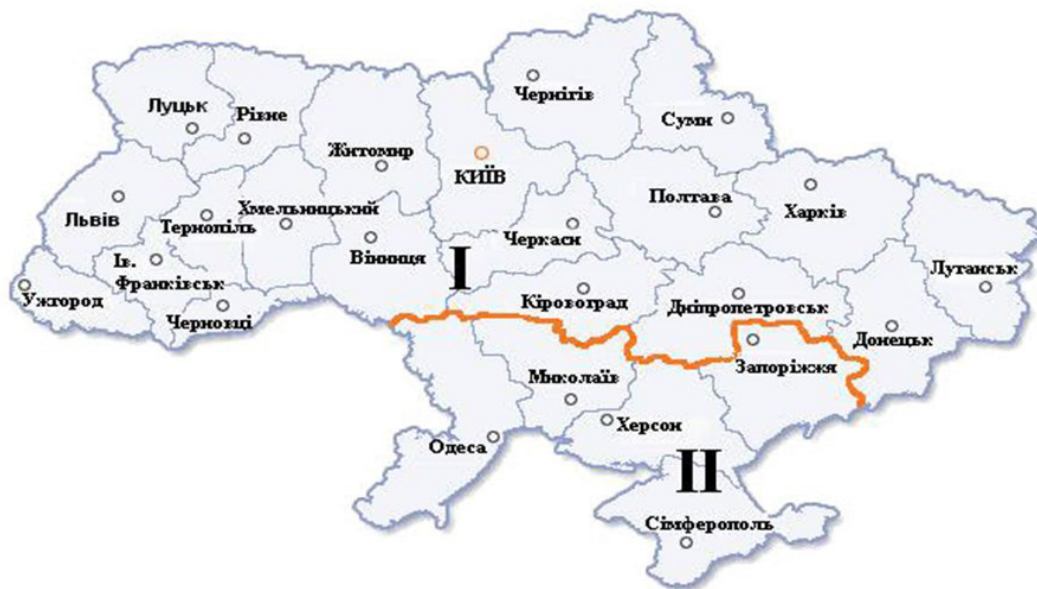 Чернігів
Суми
Луцьк
Рівне
Житомир
КИЇВ
Полтава
Харків
Львів
Тернопіль
Хмельницький
Черкаси
Вінниця
Ів.
Франківськ
I
Луганськ
Ужгород
Черновці
Кіровоград
Дніпропетровськ
Донецьк
Запоріжжя
Миколаїв
Херсон
Одеса
II
Сімферополь